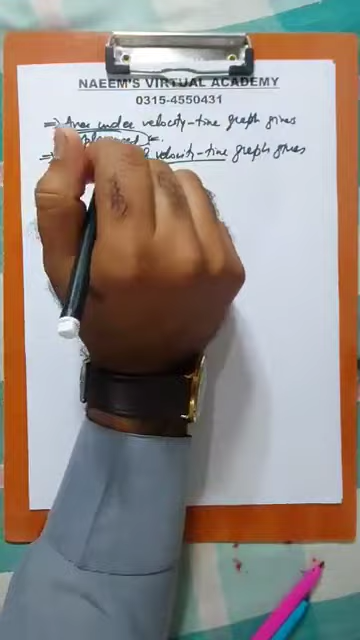 NAEEM'S VIRTUAL ACADEMY
0315-4550431
⇒ Area under velocity-time graph gives
velocity-time graph gives